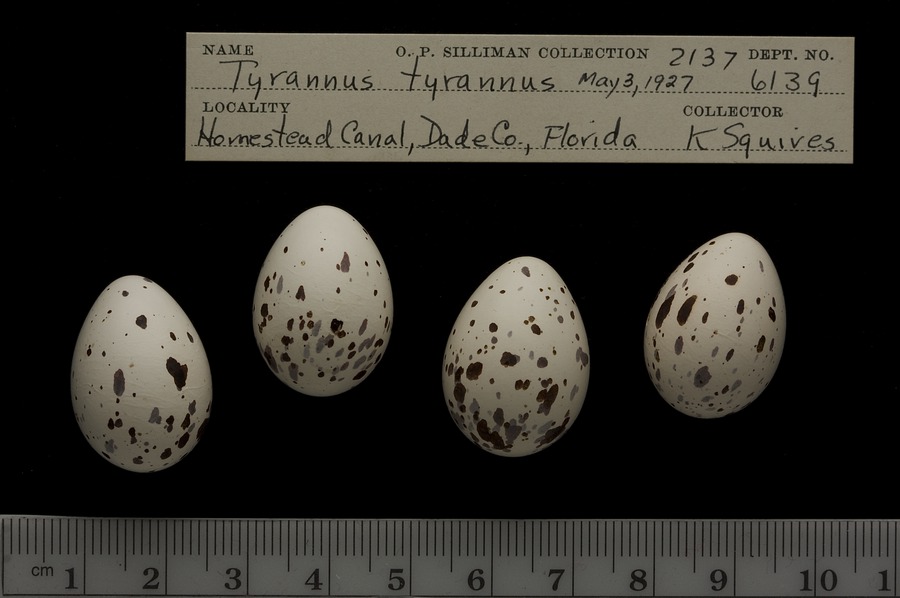 NAME O. P. SILLIMAN COLLECTION 2137 DEPT. NO.
Tyrannus tyrannus May 3, 1927 6139
LOCALITY COLLECTOR
Homestead Canal, Dade Co., Florida K Squires
cm 1 2 3 4 5 6 7 8 9 10 1